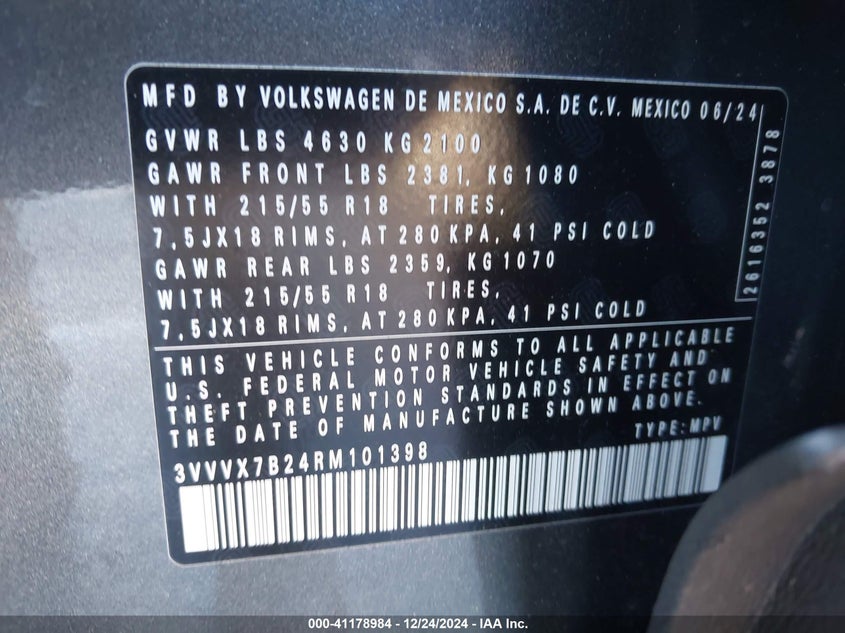 MFD BY VOLKSWAGEN DE MEXICO S.A. DE C.V. MEXICO 06/24
GVWR LBS 4630 KG 2100
GAWR FRONT LBS 2381, KG 1080
WITH 215/55 R18 TIRES,
7,5JX18 RIMS, AT 280 KPA, 41 PSI COLD
GAWR REAR LBS 2359, KG 1070
WITH 215/55 R18 TIRES,
7,5JX18 RIMS, AT 280 KPA, 41 PSI COLD
2616352 3878
THIS VEHICLE CONFORMS TO ALL APPLICABLE
U.S. FEDERAL MOTOR VEHICLE SAFETY AND
THEFT PREVENTION STANDARDS IN EFFECT ON
THE DATE OF MANUFACTURE SHOWN ABOVE.
TYPE: MPV
3VVVX7B24RM101398
000-41178984 - 12/24/2024 - IAA Inc.